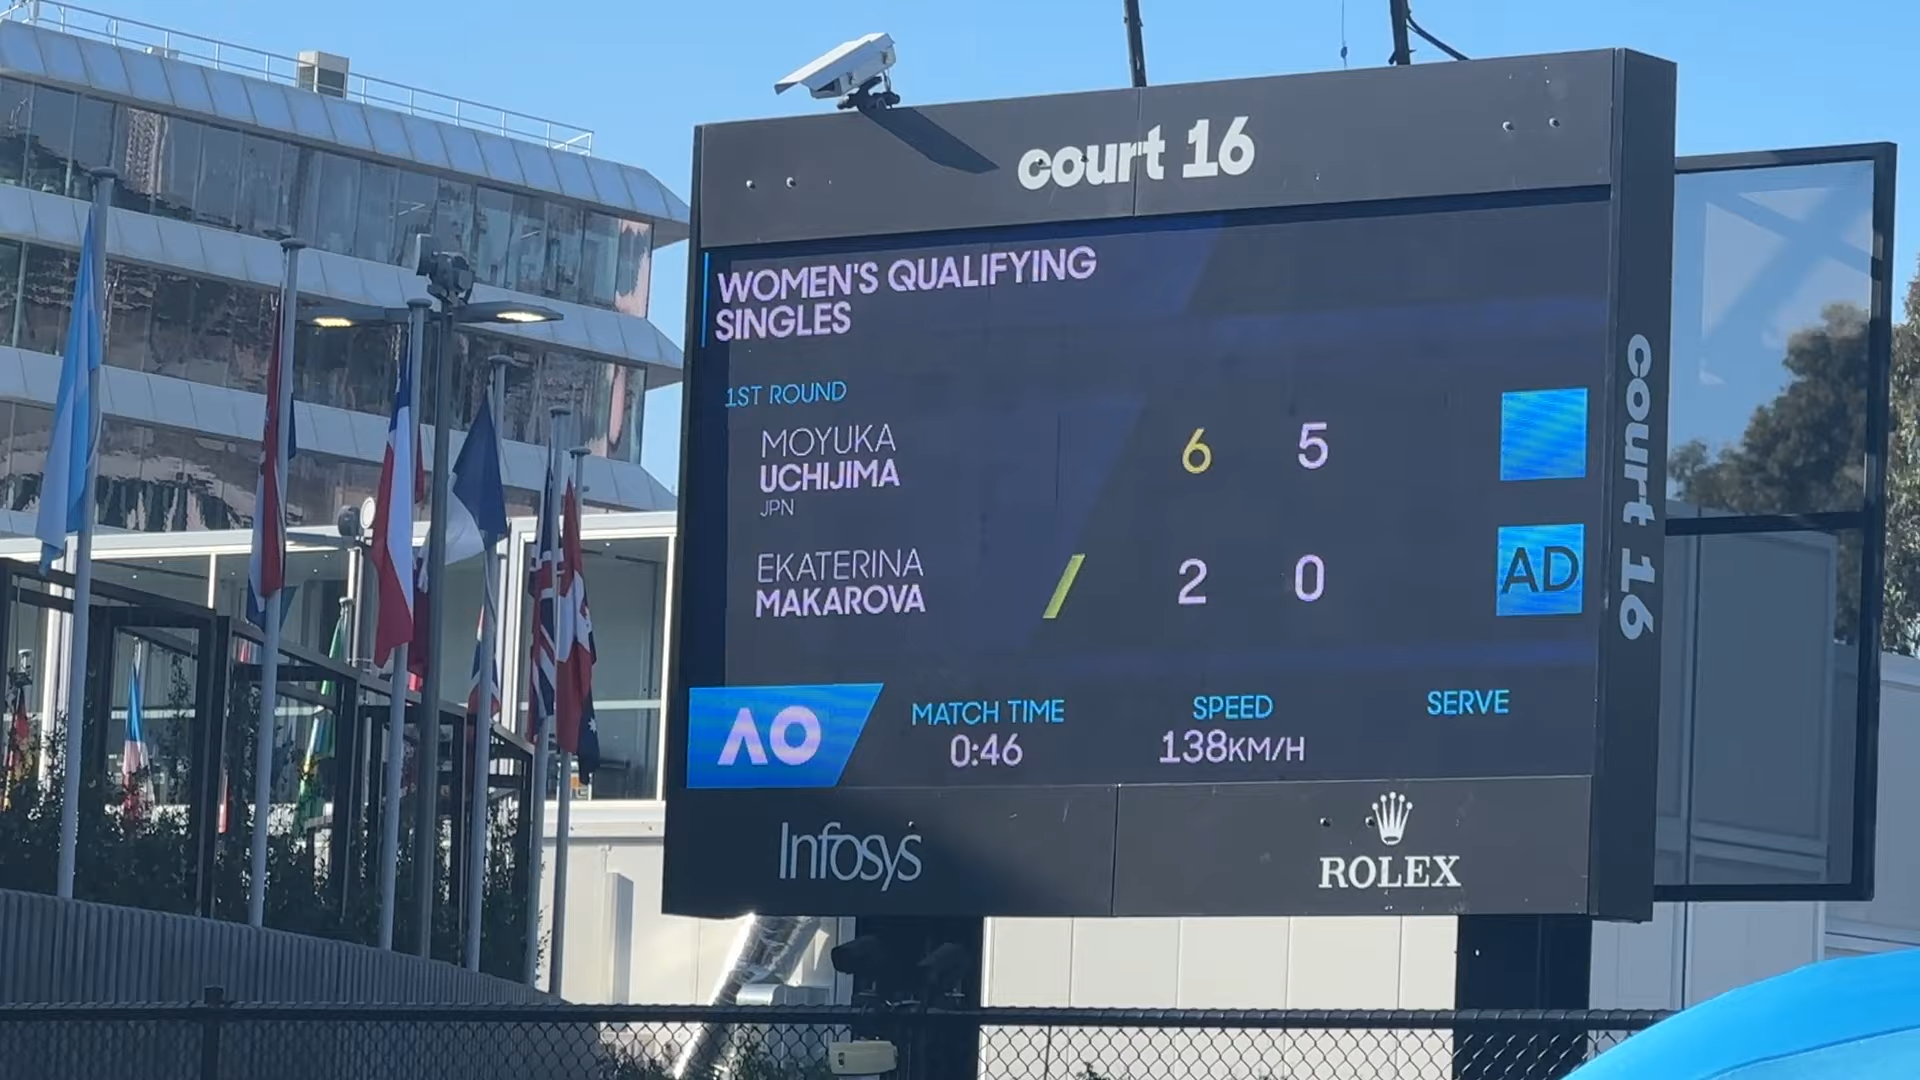 court 16
WOMEN'S QUALIFYING
SINGLES
1ST ROUND
MOYUKA
UCHIJIMA
JPN
6 5
EKATERINA
MAKAROVA
2 0 AD
AO
MATCH TIME
0:46
SPEED
138KM/H
SERVE
Infosys
ROLEX
court 16